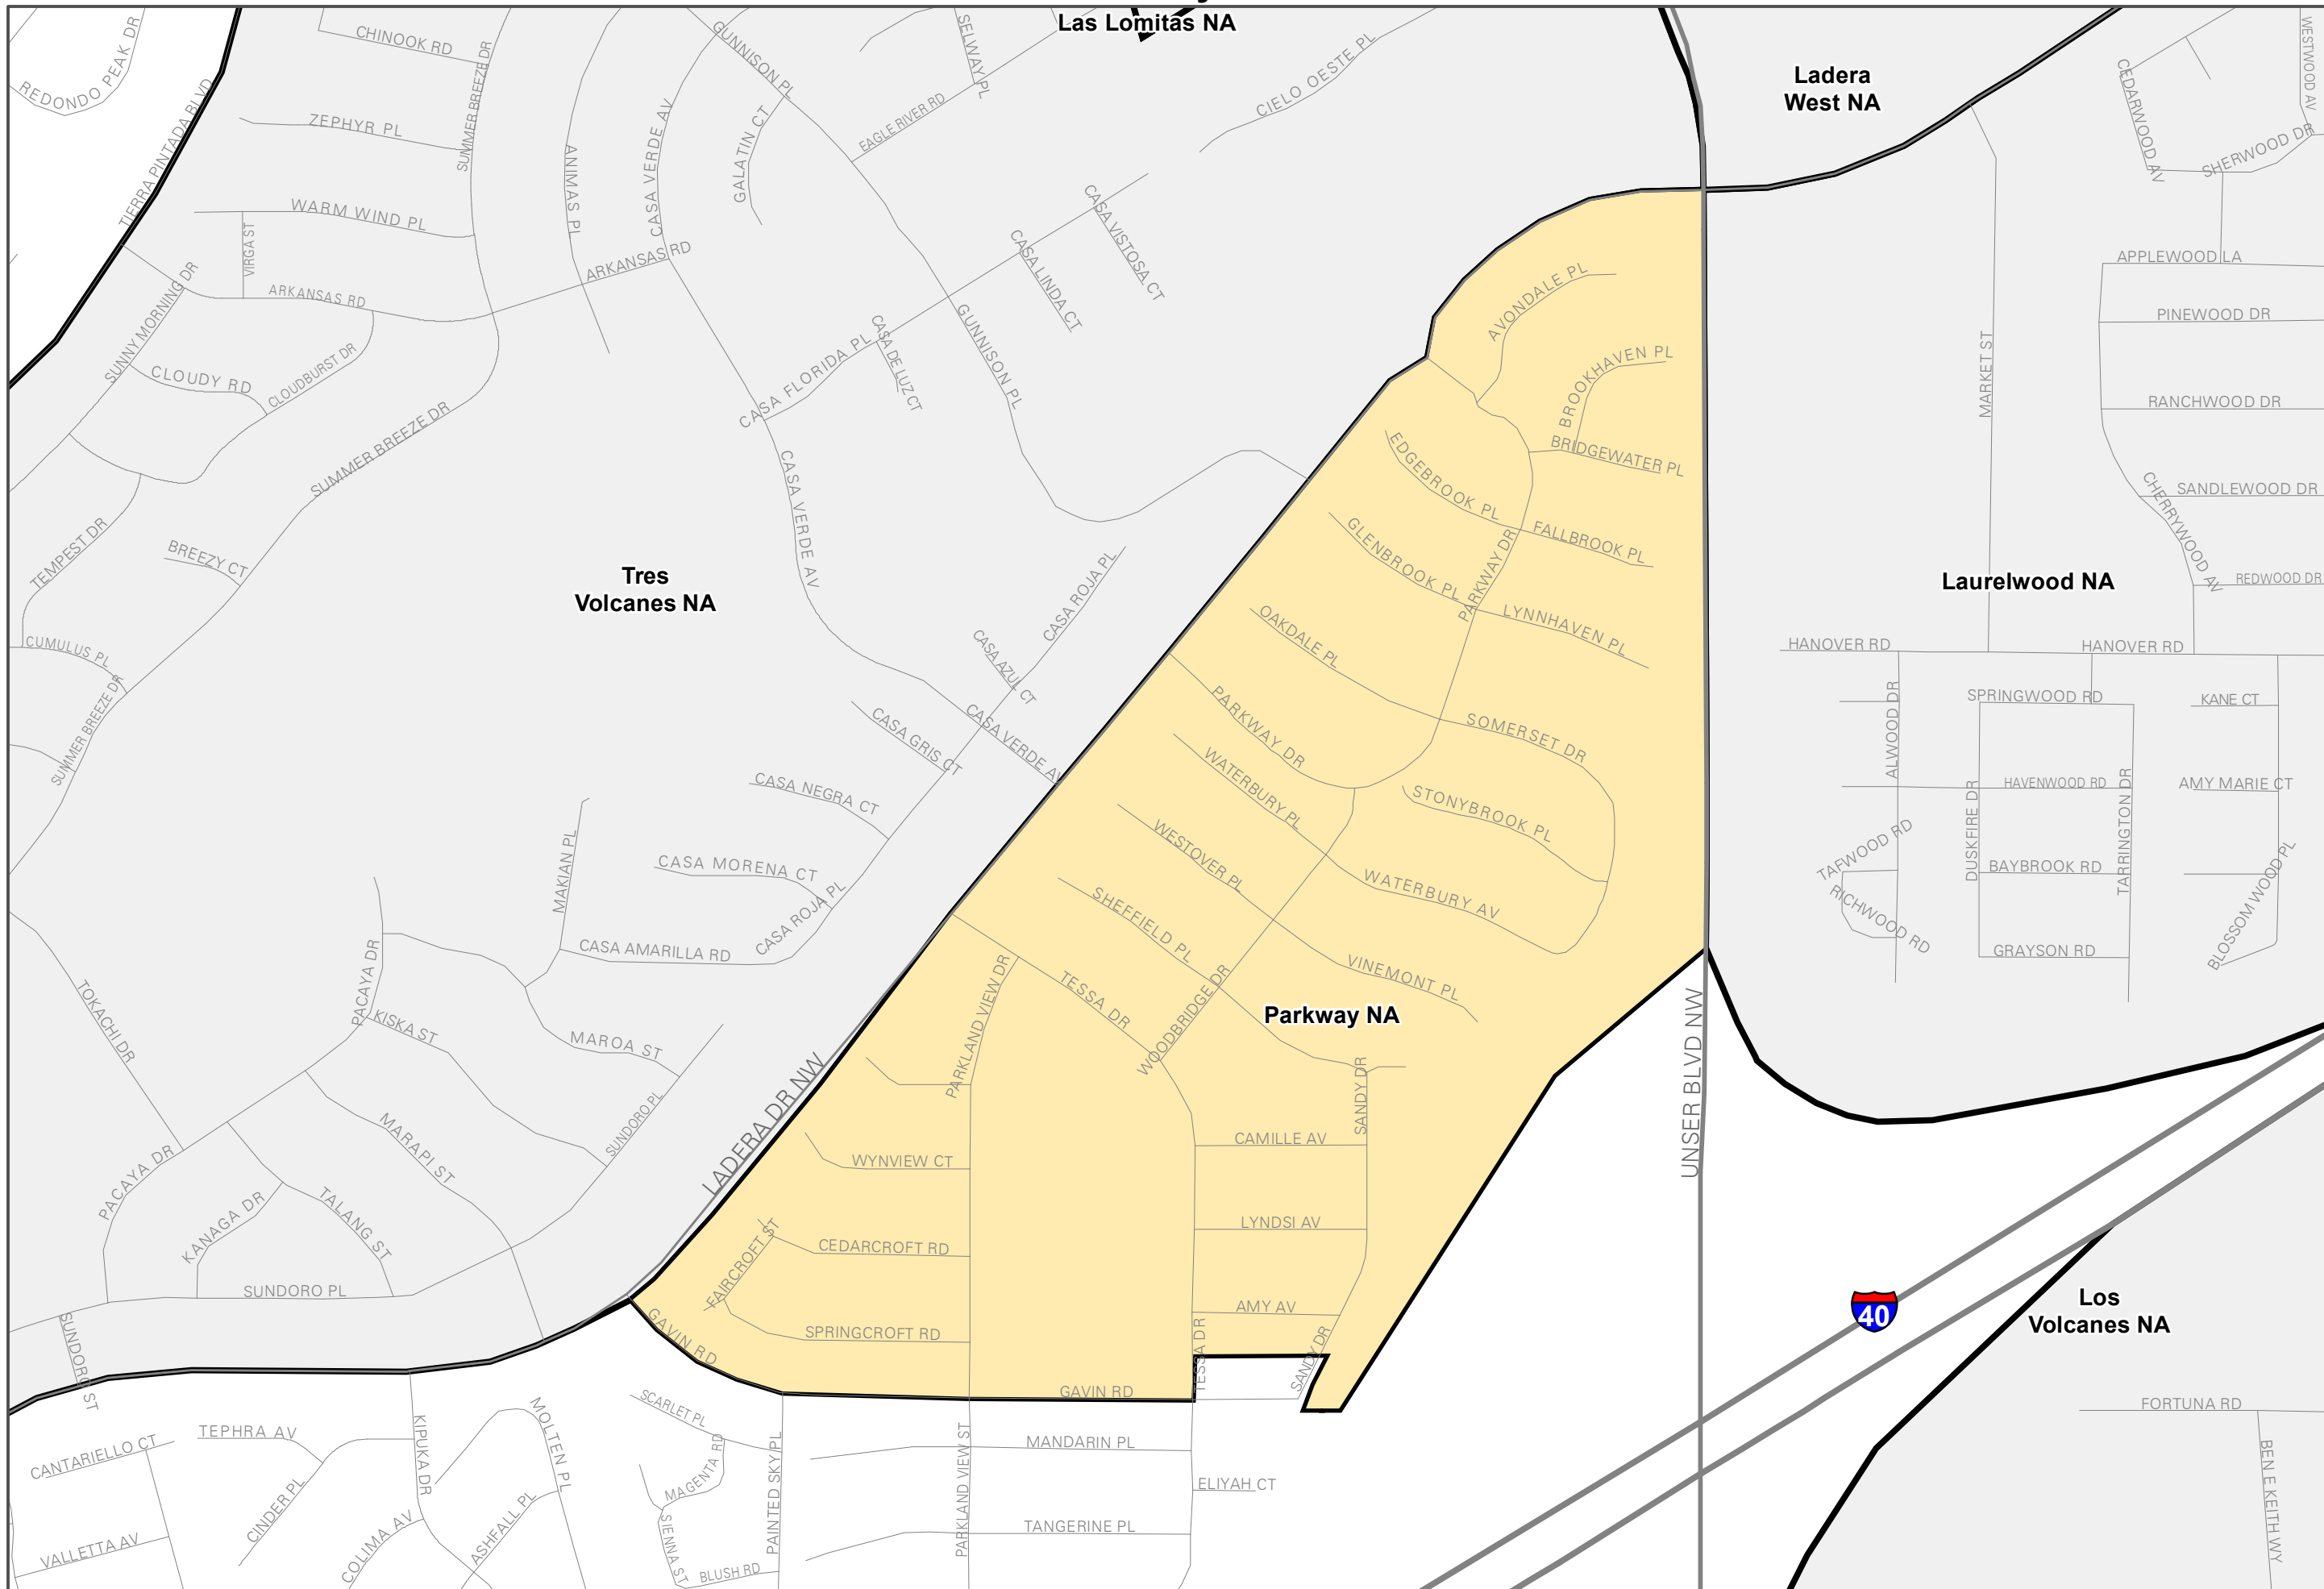 Las Lomitas NA
Ladera
West NA
Tres
Volcanes NA
Laurelwood NA
Parkway NA
Los
Volcanes NA
40
REDONDO PEAK DR
TIERRA PINTADA BLVD
CHINOOK RD
SUMMER BREEZE DR
ZEPHYR PL
WARM WIND PL
VIRGA ST
ARKANSAS RD
ARKANSAS RD
SUNNY MORNING DR
CLOUDY RD
CLOUDBURST DR
SUMMER BREEZE DR
TEMPEST DR
BREEZY CT
CUMULUS PL
SUMMER BREEZE DR
ANIMAS PL
CASA VERDE AV
GALATIN CT
GUNNISON PL
SELWAY PL
EAGLE RIVER RD
CIELO OESTE PL
CASA VISTOSA CT
CASA LINDA CT
CASA DE LUZ CT
CASA FLORIDA PL
GUNNISON PL
CASA VERDE AV
CASA ROJA PL
CASA AZUL CT
CASA VERDE AV
CASA GRIS CT
CASA NEGRA CT
CASA MORENA CT
CASA ROJA PL
CASA AMARILLA RD
MAKIAN PL
PACAYA DR
KISKA ST
MAROA ST
TOKACHI DR
MARAPI ST
SUNDORO PL
PACAYA DR
KANAGA DR
TALANG ST
SUNDORO PL
SUNDORO ST
LADERA DR NW
AVONDALE PL
BROOKHAVEN PL
BRIDGEWATER PL
EDGEBROOK PL
FALLBROOK PL
GLENBROOK PL
PARKWAY DR
LYNNHAVEN PL
OAKDALE PL
PARKWAY DR
SOMERSET DR
WATERBURY PL
STONYBROOK PL
WESTOVER PL
WATERBURY AV
SHEFFIELD PL
VINEMONT PL
WOODBRIDGE DR
TESSA DR
PARKLAND VIEW DR
SANDY DR
CAMILLE AV
WYNVIEW CT
LYNDSI AV
CEDARCROFT RD
FAIRCROFT ST
AMY AV
SPRINGCROFT RD
GAVIN RD
GAVIN RD
TESSA DR
SANDY DR
UNSER BLVD NW
WESTWOOD AV
CEDARWOOD AV
SHERWOOD DR
APPLEWOOD LA
PINEWOOD DR
MARKET ST
RANCHWOOD DR
CHERRYWOOD AV
SANDLEWOOD DR
REDWOOD DR
HANOVER RD
HANOVER RD
ALWOOD DR
SPRINGWOOD RD
KANE CT
HAVENWOOD RD
AMY MARIE CT
DUSKFIRE DR
TARRINGTON DR
TAFWOOD RD
BAYBROOK RD
RICHWOOD RD
GRAYSON RD
BLOSSOM WOOD PL
FORTUNA RD
BEN E KEITH WY
CANTARIELLO CT
TEPHRA AV
KIPUKA DR
MOLTEN PL
CINDER PL
VALLETTA AV
COLIMA AV
ASHFALL PL
SCARLET PL
MAGENTA RD
SIENNA ST
BLUSH RD
PAINTED SKY PL
PARKLAND VIEW ST
MANDARIN PL
ELIYAH CT
TANGERINE PL